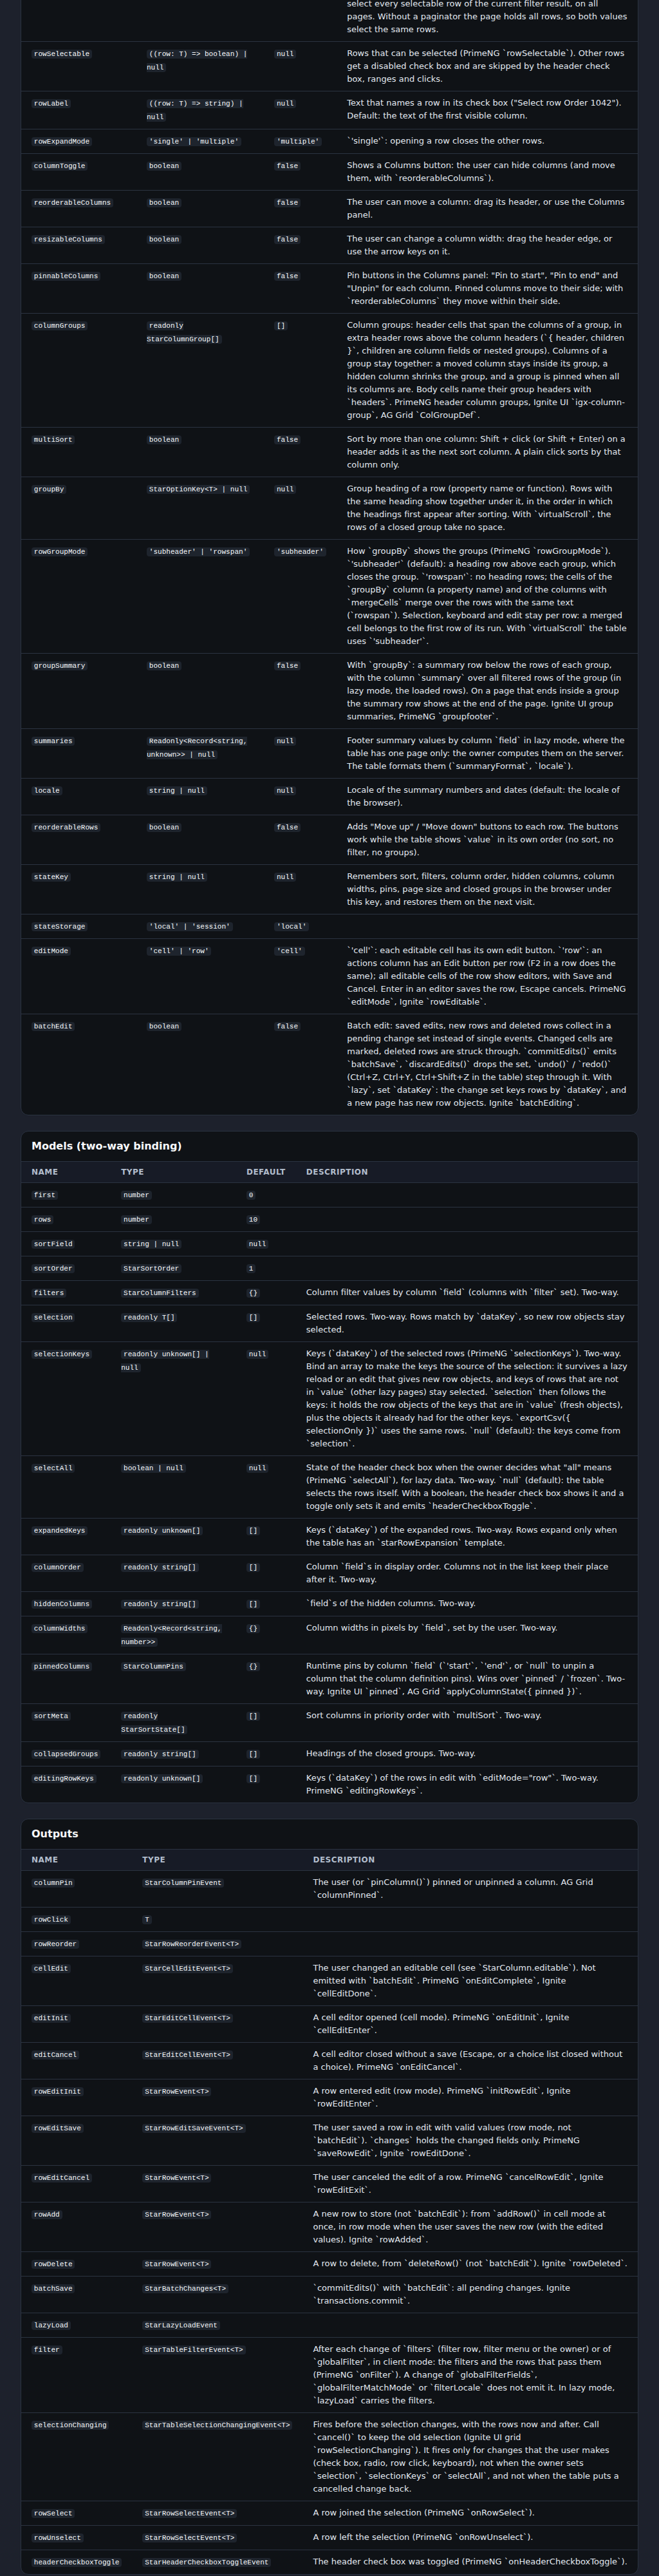 select every selectable row of the current filter result, on all
pages. Without a paginator the page holds all rows, so both values
select the same rows.
rowSelectable ((row: T) => boolean) | null null Rows that can be selected (PrimeNG `rowSelectable`). Other rows
get a disabled check box and are skipped by the header check
box, ranges and clicks.
rowLabel ((row: T) => string) | null null Text that names a row in its check box ("Select row Order 1042").
Default: the text of the first visible column.
rowExpandMode 'single' | 'multiple' 'multiple' `'single'`: opening a row closes the other rows.
columnToggle boolean false Shows a Columns button: the user can hide columns (and move
them, with `reorderableColumns`).
reorderableColumns boolean false The user can move a column: drag its header, or use the Columns
panel.
resizableColumns boolean false The user can change a column width: drag the header edge, or
use the arrow keys on it.
pinnableColumns boolean false Pin buttons in the Columns panel: "Pin to start", "Pin to end" and
"Unpin" for each column. Pinned columns move to their side; with
`reorderableColumns` they move within their side.
columnGroups readonly StarColumnGroup[] [] Column groups: header cells that span the columns of a group, in
extra header rows above the column headers (`{ header, children
}`, children are column fields or nested groups). Columns of a
group stay together: a moved column stays inside its group, a
hidden column shrinks the group, and a group is pinned when all
its columns are. Body cells name their group headers with
`headers`. PrimeNG header column groups, Ignite UI `igx-column-
group`, AG Grid `ColGroupDef`.
multiSort boolean false Sort by more than one column: Shift + click (or Shift + Enter) on a
header adds it as the next sort column. A plain click sorts by that
column only.
groupBy StarOptionKey<T> | null null Group heading of a row (property name or function). Rows with
the same heading show together under it, in the order in which
the headings first appear after sorting. With `virtualScroll`, the
rows of a closed group take no space.
rowGroupMode 'subheader' | 'rowspan' 'subheader' How `groupBy` shows the groups (PrimeNG `rowGroupMode`).
`'subheader'` (default): a heading row above each group, which
closes the group. `'rowspan'`: no heading rows; the cells of the
`groupBy` column (a property name) and of the columns with
`mergeCells` merge over the rows with the same text
(`rowspan`). Selection, keyboard and edit stay per row: a merged
cell belongs to the first row of its run. With `virtualScroll` the table
uses `'subheader'`.
groupSummary boolean false With `groupBy`: a summary row below the rows of each group,
with the column `summary` over all filtered rows of the group (in
lazy mode, the loaded rows). On a page that ends inside a group
the summary row shows at the end of the page. Ignite UI group
summaries, PrimeNG `groupfooter`.
summaries Readonly<Record<string, unknown>> | null null Footer summary values by column `field` in lazy mode, where the
table has one page only: the owner computes them on the server.
The table formats them (`summaryFormat`, `locale`).
locale string | null null Locale of the summary numbers and dates (default: the locale of
the browser).
reorderableRows boolean false Adds "Move up" / "Move down" buttons to each row. The buttons
work while the table shows `value` in its own order (no sort, no
filter, no groups).
stateKey string | null null Remembers sort, filters, column order, hidden columns, column
widths, pins, page size and closed groups in the browser under
this key, and restores them on the next visit.
stateStorage 'local' | 'session' 'local'
editMode 'cell' | 'row' 'cell' `'cell'`: each editable cell has its own edit button. `'row'`: an
actions column has an Edit button per row (F2 in a row does the
same); all editable cells of the row show editors, with Save and
Cancel. Enter in an editor saves the row, Escape cancels. PrimeNG
`editMode`, Ignite `rowEditable`.
batchEdit boolean false Batch edit: saved edits, new rows and deleted rows collect in a
pending change set instead of single events. Changed cells are
marked, deleted rows are struck through. `commitEdits()` emits
`batchSave`, `discardEdits()` drops the set, `undo()` / `redo()`
(Ctrl+Z, Ctrl+Y, Ctrl+Shift+Z in the table) step through it. With
`lazy`, set `dataKey`: the change set keys rows by `dataKey`, and
a new page has new row objects. Ignite `batchEditing`.
Models (two-way binding)
NAME TYPE DEFAULT DESCRIPTION
first number 0
rows number 10
sortField string | null null
sortOrder StarSortOrder 1
filters StarColumnFilters {} Column filter values by column `field` (columns with `filter` set). Two-way.
selection readonly T[] [] Selected rows. Two-way. Rows match by `dataKey`, so new row objects stay
selected.
selectionKeys readonly unknown[] | null null Keys (`dataKey`) of the selected rows (PrimeNG `selectionKeys`). Two-way.
Bind an array to make the keys the source of the selection: it survives a lazy
reload or an edit that gives new row objects, and keys of rows that are not
in `value` (other lazy pages) stay selected. `selection` then follows the
keys: it holds the row objects of the keys that are in `value` (fresh objects),
plus the objects it already had for the other keys. `exportCsv({
selectionOnly })` uses the same rows. `null` (default): the keys come from
`selection`.
selectAll boolean | null null State of the header check box when the owner decides what "all" means
(PrimeNG `selectAll`), for lazy data. Two-way. `null` (default): the table
selects the rows itself. With a boolean, the header check box shows it and a
toggle only sets it and emits `headerCheckboxToggle`.
expandedKeys readonly unknown[] [] Keys (`dataKey`) of the expanded rows. Two-way. Rows expand only when
the table has an `starRowExpansion` template.
columnOrder readonly string[] [] Column `field`s in display order. Columns not in the list keep their place
after it. Two-way.
hiddenColumns readonly string[] [] `field`s of the hidden columns. Two-way.
columnWidths Readonly<Record<string, number>> {} Column widths in pixels by `field`, set by the user. Two-way.
pinnedColumns StarColumnPins {} Runtime pins by column `field` (`'start'`, `'end'`, or `null` to unpin a
column that the column definition pins). Wins over `pinned` / `frozen`. Two-
way. Ignite UI `pinned`, AG Grid `applyColumnState({ pinned })`.
sortMeta readonly StarSortState[] [] Sort columns in priority order with `multiSort`. Two-way.
collapsedGroups readonly string[] [] Headings of the closed groups. Two-way.
editingRowKeys readonly unknown[] [] Keys (`dataKey`) of the rows in edit with `editMode="row"`. Two-way.
PrimeNG `editingRowKeys`.
Outputs
NAME TYPE DESCRIPTION
columnPin StarColumnPinEvent The user (or `pinColumn()`) pinned or unpinned a column. AG Grid
`columnPinned`.
rowClick T
rowReorder StarRowReorderEvent<T>
cellEdit StarCellEditEvent<T> The user changed an editable cell (see `StarColumn.editable`). Not
emitted with `batchEdit`. PrimeNG `onEditComplete`, Ignite
`cellEditDone`.
editInit StarEditCellEvent<T> A cell editor opened (cell mode). PrimeNG `onEditInit`, Ignite
`cellEditEnter`.
editCancel StarEditCellEvent<T> A cell editor closed without a save (Escape, or a choice list closed without
a choice). PrimeNG `onEditCancel`.
rowEditInit StarRowEvent<T> A row entered edit (row mode). PrimeNG `initRowEdit`, Ignite
`rowEditEnter`.
rowEditSave StarRowEditSaveEvent<T> The user saved a row in edit with valid values (row mode, not
`batchEdit`). `changes` holds the changed fields only. PrimeNG
`saveRowEdit`, Ignite `rowEditDone`.
rowEditCancel StarRowEvent<T> The user canceled the edit of a row. PrimeNG `cancelRowEdit`, Ignite
`rowEditExit`.
rowAdd StarRowEvent<T> A new row to store (not `batchEdit`): from `addRow()` in cell mode at
once, in row mode when the user saves the new row (with the edited
values). Ignite `rowAdded`.
rowDelete StarRowEvent<T> A row to delete, from `deleteRow()` (not `batchEdit`). Ignite `rowDeleted`.
batchSave StarBatchChanges<T> `commitEdits()` with `batchEdit`: all pending changes. Ignite
`transactions.commit`.
lazyLoad StarLazyLoadEvent
filter StarTableFilterEvent<T> After each change of `filters` (filter row, filter menu or the owner) or of
`globalFilter`, in client mode: the filters and the rows that pass them
(PrimeNG `onFilter`). A change of `globalFilterFields`,
`globalFilterMatchMode` or `filterLocale` does not emit it. In lazy mode,
`lazyLoad` carries the filters.
selectionChanging StarTableSelectionChangingEvent<T> Fires before the selection changes, with the rows now and after. Call
`cancel()` to keep the old selection (Ignite UI grid
`rowSelectionChanging`). It fires only for changes that the user makes
(check box, radio, row click, keyboard), not when the owner sets
`selection`, `selectionKeys` or `selectAll`, and not when the table puts a
cancelled change back.
rowSelect StarRowSelectEvent<T> A row joined the selection (PrimeNG `onRowSelect`).
rowUnselect StarRowSelectEvent<T> A row left the selection (PrimeNG `onRowUnselect`).
headerCheckboxToggle StarHeaderCheckboxToggleEvent The header check box was toggled (PrimeNG `onHeaderCheckboxToggle`).